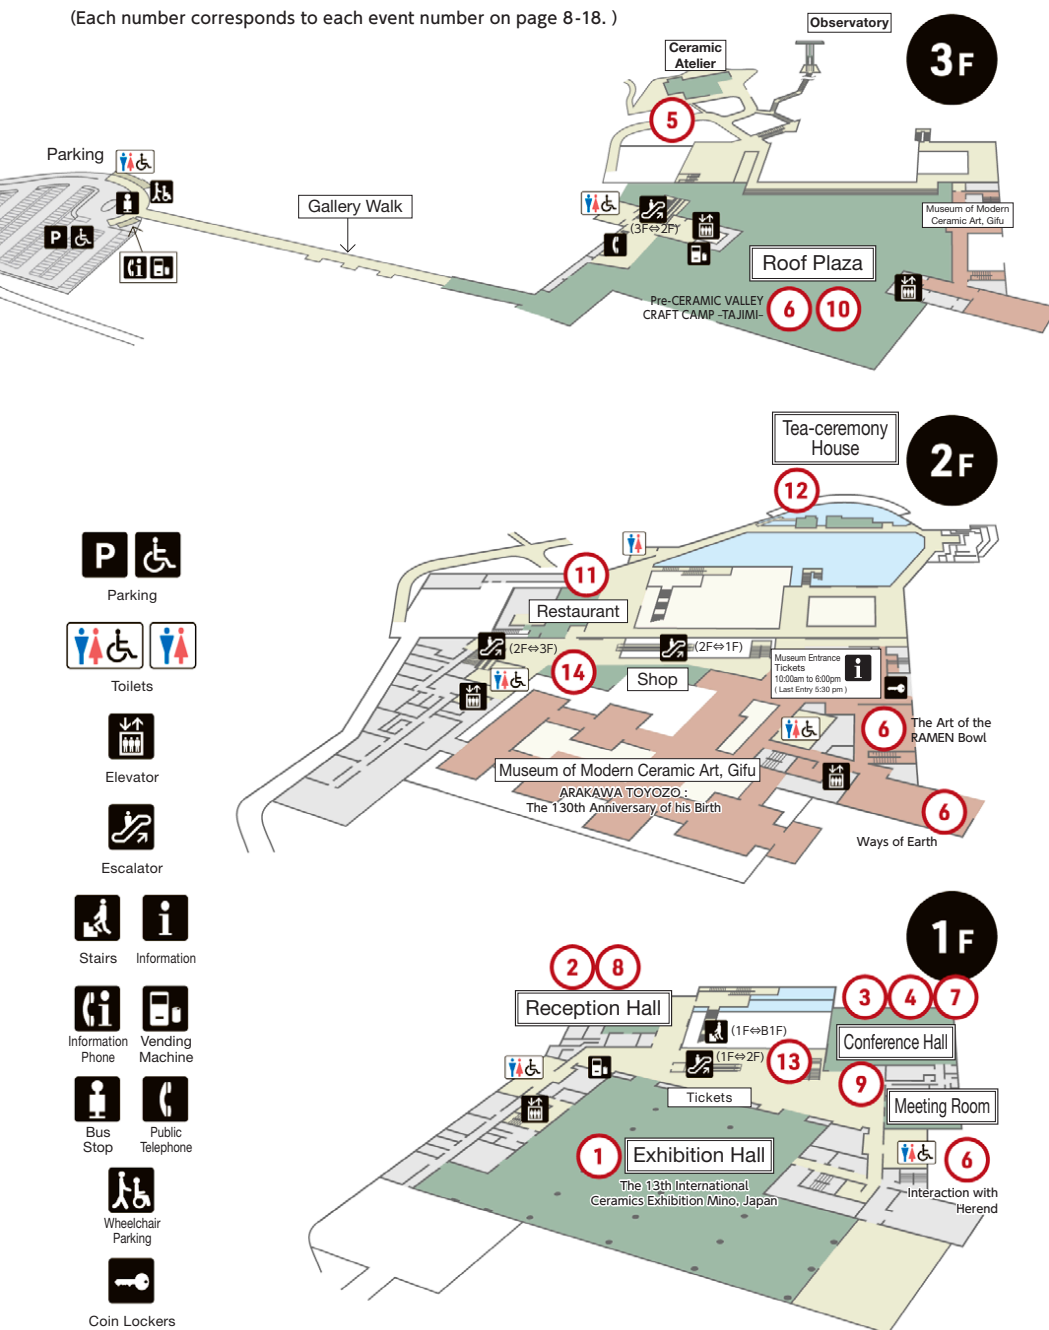 (Each number corresponds to each event number on page 8-18. )
Observatory
3F
Ceramic
Atelier
5
Parking
Gallery Walk
P
(3F⇔2F)
Museum of Modern
Ceramic Art, Gifu
Roof Plaza
Pre-CERAMIC VALLEY
CRAFT CAMP -TAJIMI-
6 10
Tea-ceremony
House
2F
12
11
Restaurant
(2F⇔3F)
(2F⇔1F)
14
Shop
Museum Entrance
Tickets
10:00am to 6:00pm
( Last Entry 5:30 pm )
i
6
The Art of the
RAMEN Bowl
Museum of Modern Ceramic Art, Gifu
ARAKAWA TOYOZO :
The 130th Anniversary of his Birth
6
Ways of Earth
P
Parking
Toilets
Elevator
Escalator
Stairs
i
Information
i
Information
Phone
Vending
Machine
Bus
Stop
Public
Telephone
Wheelchair
Parking
Coin Lockers
1F
2 8
Reception Hall
3 4 7
Conference Hall
(1F⇔B1F)
(1F⇔2F)
13
9
Tickets
Meeting Room
1
Exhibition Hall
The 13th International
Ceramics Exhibition Mino, Japan
6
Interaction with
Herend